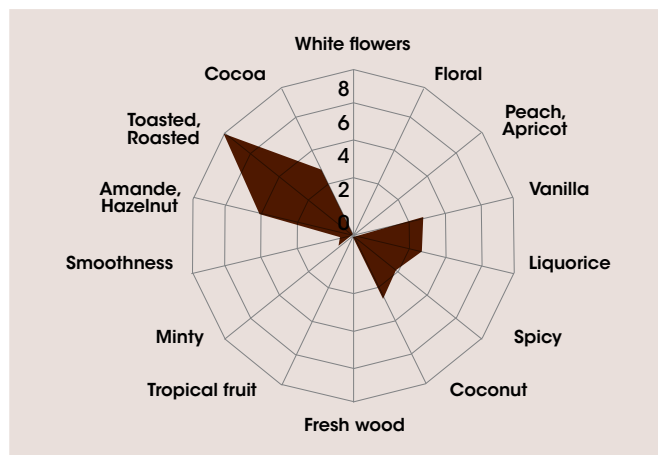 White flowers
Cocoa
Floral
8
Peach,
Apricot
Toasted,
Roasted
6
4
Amande,
Hazelnut
Vanilla
2
0
Smoothness
Liquorice
Minty
Spicy
Tropical fruit
Coconut
Fresh wood